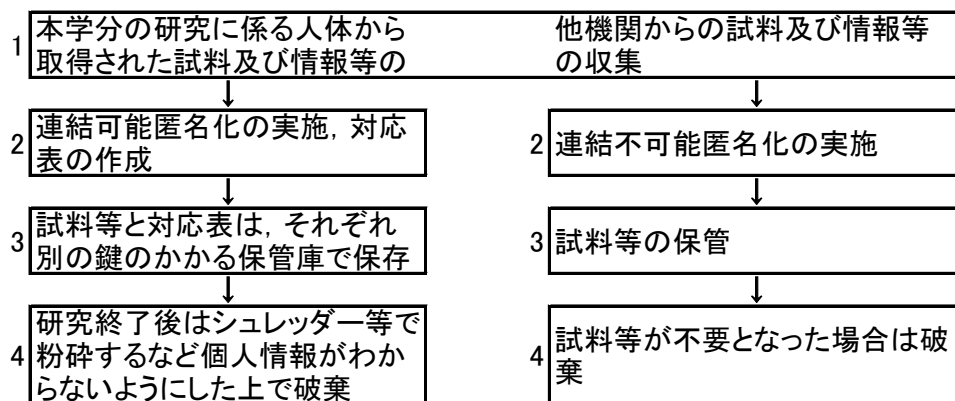 1
本学分の研究に係る人体から
取得された試料及び情報等の
他機関からの試料及び情報等
の収集
↓
↓
2
連結可能匿名化の実施，対応
表の作成
2
連結不可能匿名化の実施
↓
↓
3
試料等と対応表は，それぞれ
別の鍵のかかる保管庫で保存
3
試料等の保管
↓
↓
4
研究終了後はシュレッダー等で
粉砕するなど個人情報がわか
らないようにした上で破棄
4
試料等が不要となった場合は破
棄